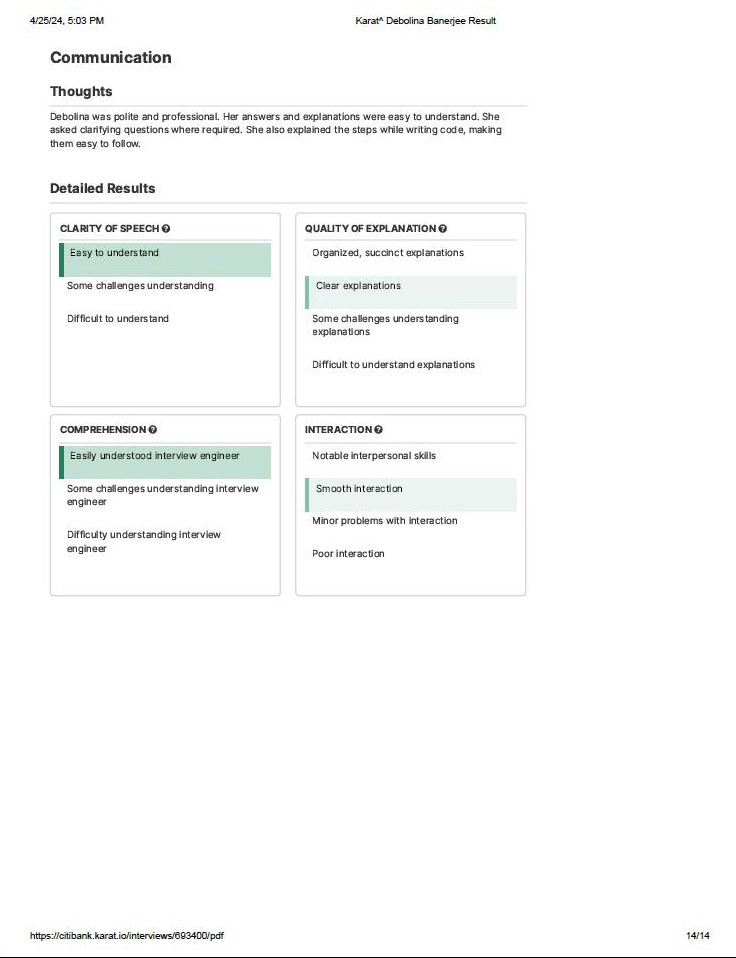 4/25/24, 5:03 PM
Karat^ Debolina Banerjee Result
Communication
Thoughts
Debolina was polite and professional. Her answers and explanations were easy to understand. She
asked clarifying questions where required. She also explained the steps while writing code, making
them easy to follow.
Detailed Results
CLARITY OF SPEECH
Easy to understand
Some challenges understanding
Difficult to understand
QUALITY OF EXPLANATION
Organized, succinct explanations
Clear explanations
Some challenges understanding
explanations
Difficult to understand explanations
COMPREHENSION
Easily understood interview engineer
Some challenges understanding interview
engineer
Difficulty understanding interview
engineer
INTERACTION
Notable interpersonal skills
Smooth interaction
Minor problems with interaction
Poor interaction
https://citibank.karat.io/interviews/693400/pdf
14/14